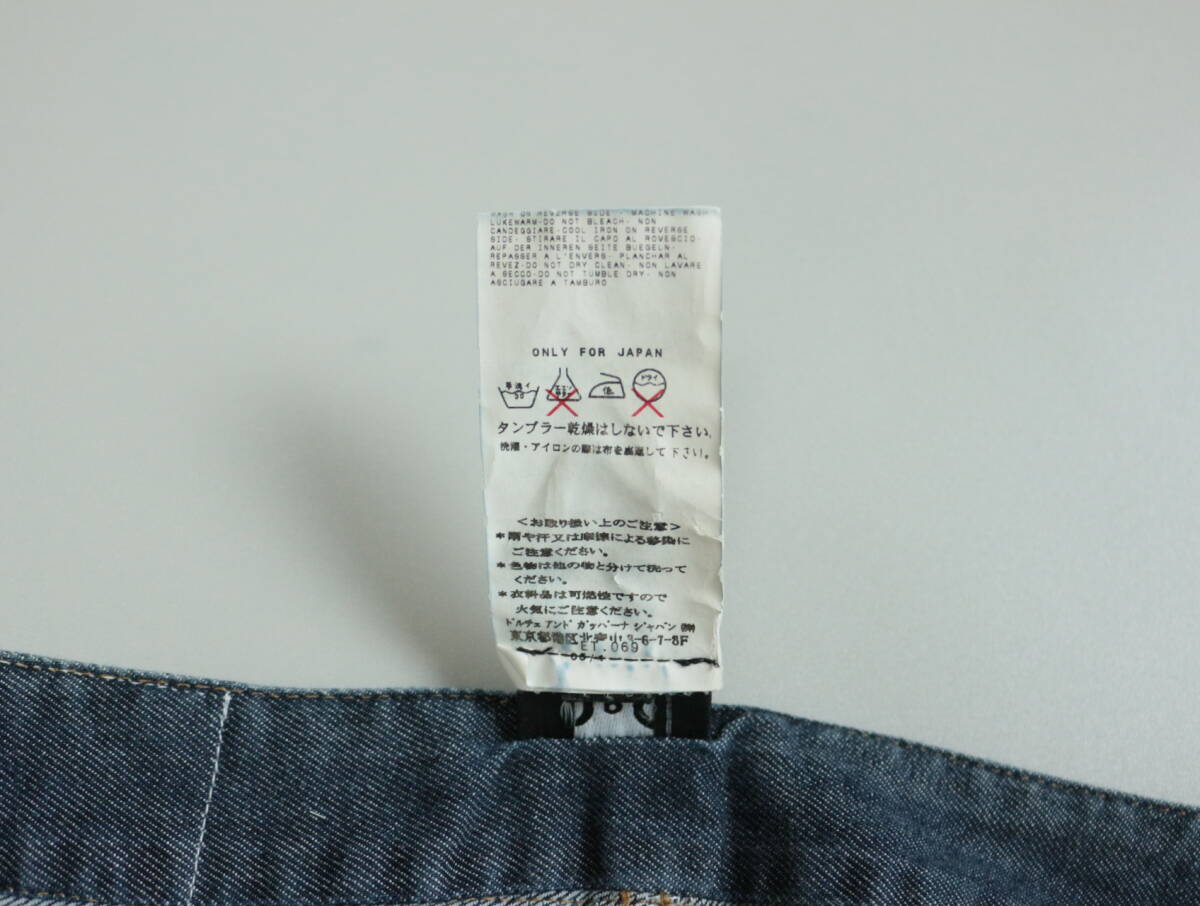 WASH ON REVERSE SIDE - MACHINE WASH
LUKEWARM-DO NOT BLEACH- NON
CANDEGGIARE-COOL IRON ON REVERSE
SIDE- STIRARE IL CAPO AL ROVESCIO-
AUF DER INNEREN SEITE BUEGELN-
REPASSER A L'ENVERS- PLANCHAR AL
REVEZ-DO NOT DRY CLEAN- NON LAVARE
A SECCO-DO NOT TUMBLE DRY- NON
ASCIUGARE A TAMBURO
ONLY FOR JAPAN
30 低 ドライ
タンブラー乾燥はしないで下さい。
洗濯・アイロンの際は布を裏返して下さい。
<お取り扱い上のご注意>
*雨や汗又は摩擦による移染に
ご注意ください。
*色物は他の物と分けて洗って
ください。
*衣料品は可燃性ですので
火気にご注意ください。
ドルチェ アンド ガッバーナ ジャパン(株)
東京都港区北青山3-6-7-8F
ET.069